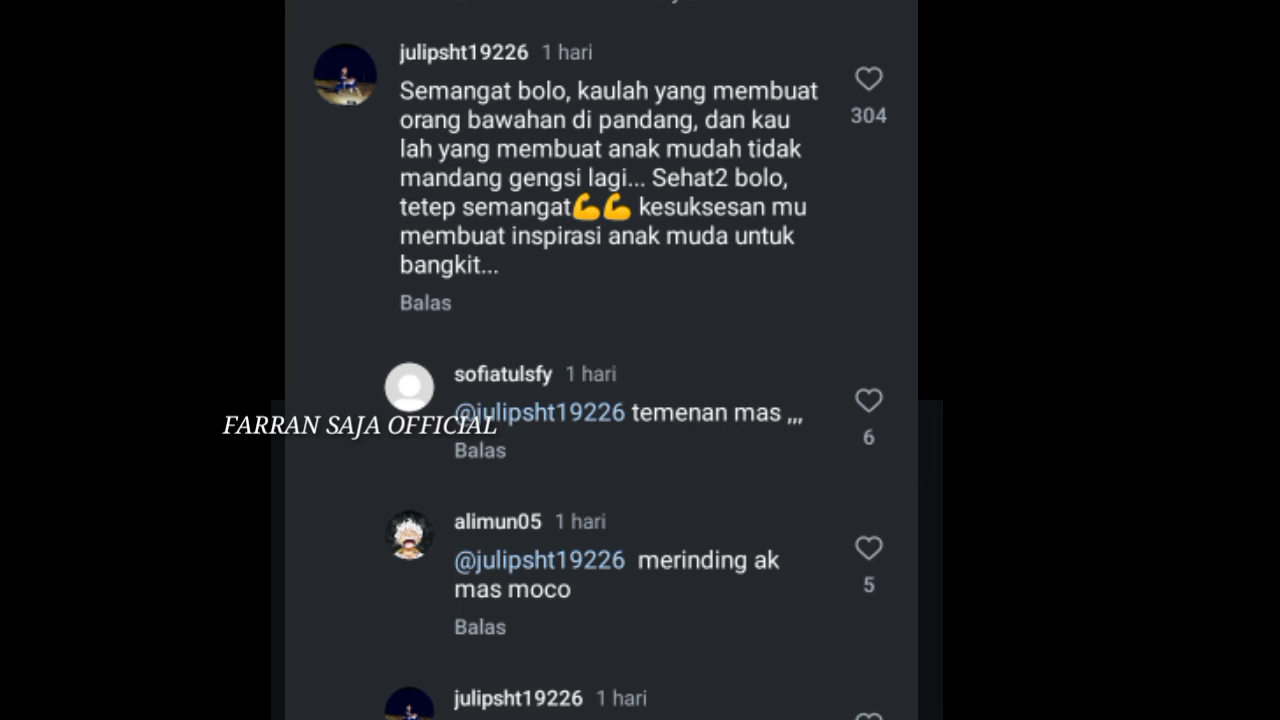 julipsht19226 1 hari
Semangat bolo, kaulah yang membuat
orang bawahan di pandang, dan kau
lah yang membuat anak mudah tidak
mandang gengsi lagi... Sehat2 bolo,
tetep semangat💪💪 kesuksesan mu
membuat inspirasi anak muda untuk
bangkit...
304
Balas
sofiatulsfy 1 hari
@julipsht19226 temenan mas ,,,
6
FARRAN SAJA OFFICIAL
Balas
alimun05 1 hari
@julipsht19226 merinding ak
mas moco
5
Balas
julipsht19226 1 hari